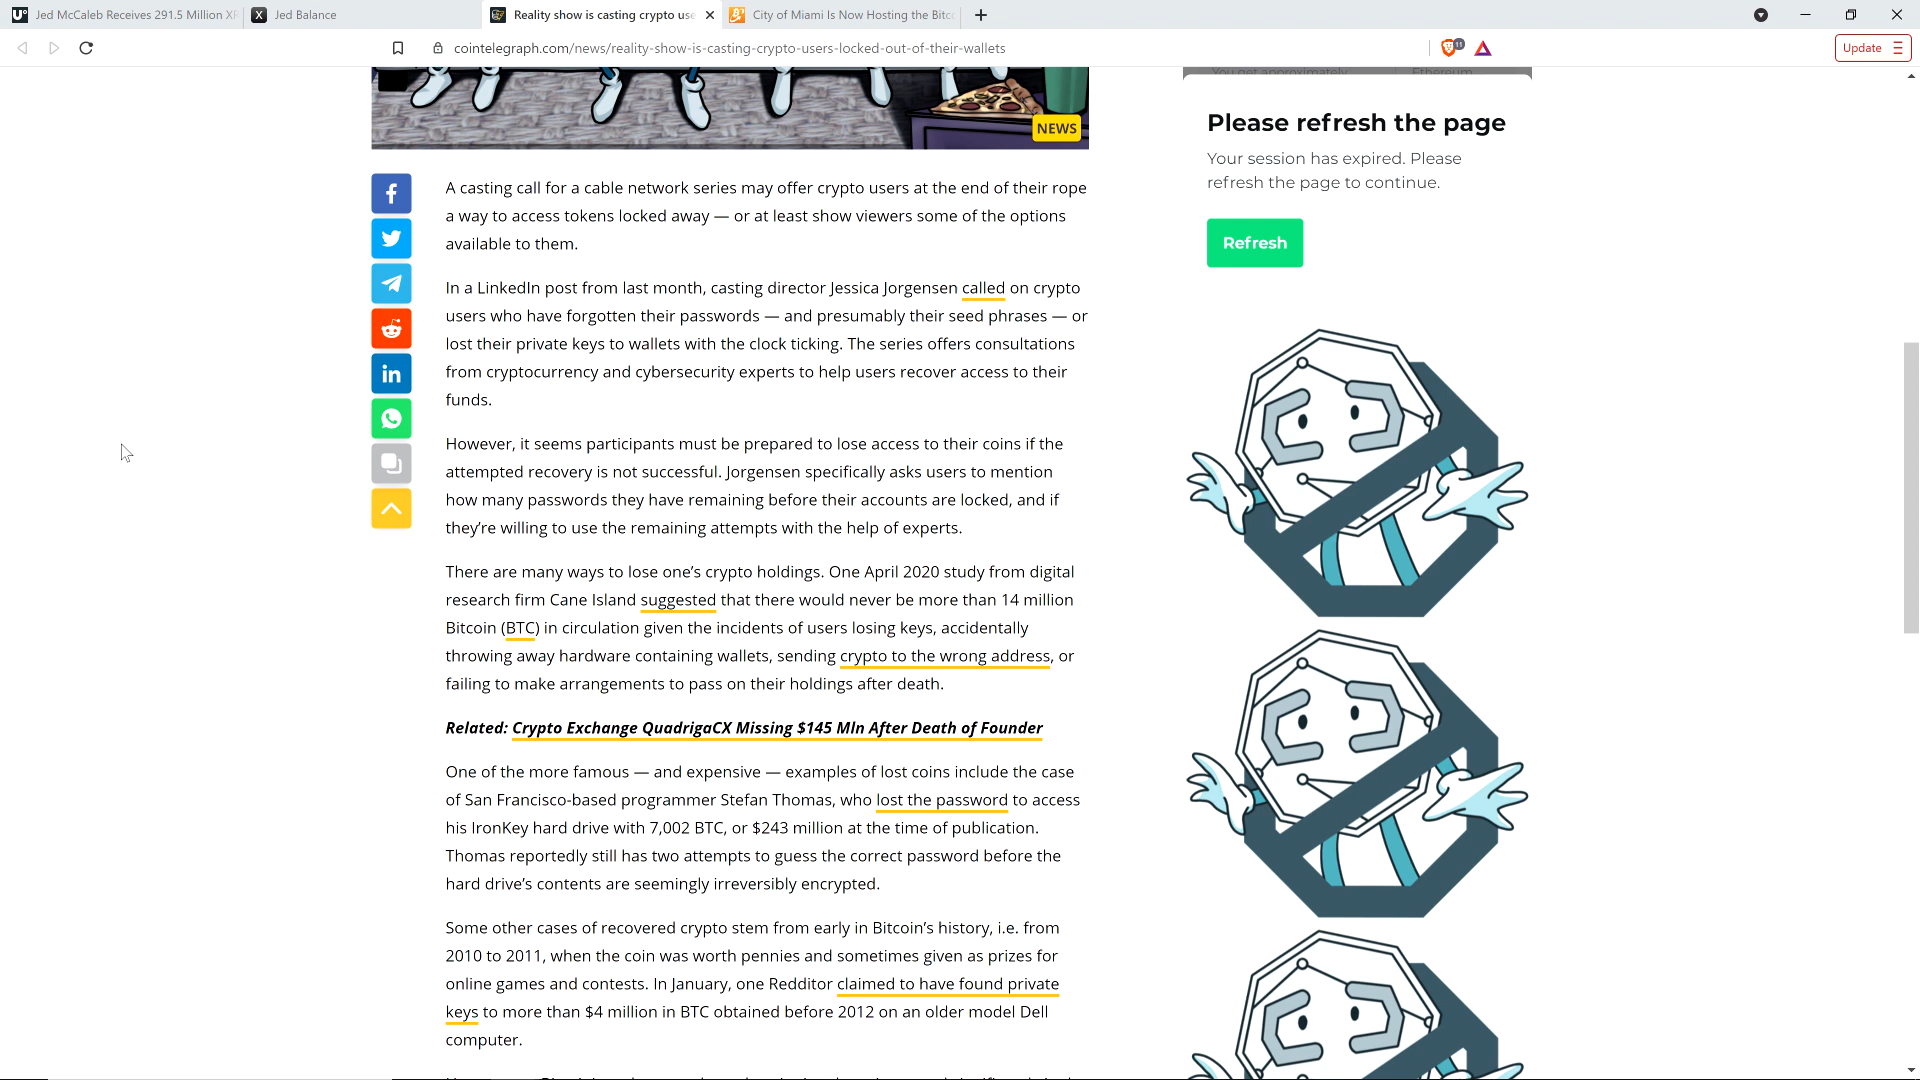 Jed McCaleb Receives 291.5 Million XR
Jed Balance
Reality show is casting crypto use
City of Miami Is Now Hosting the Bitc
cointelegraph.com/news/reality-show-is-casting-crypto-users-locked-out-of-their-wallets
11
Update
You get approximately
Ethereum
NEWS
A casting call for a cable network series may offer crypto users at the end of their rope
a way to access tokens locked away — or at least show viewers some of the options
available to them.
In a LinkedIn post from last month, casting director Jessica Jorgensen called on crypto
users who have forgotten their passwords — and presumably their seed phrases — or
lost their private keys to wallets with the clock ticking. The series offers consultations
from cryptocurrency and cybersecurity experts to help users recover access to their
funds.
However, it seems participants must be prepared to lose access to their coins if the
attempted recovery is not successful. Jorgensen specifically asks users to mention
how many passwords they have remaining before their accounts are locked, and if
they’re willing to use the remaining attempts with the help of experts.
There are many ways to lose one’s crypto holdings. One April 2020 study from digital
research firm Cane Island suggested that there would never be more than 14 million
Bitcoin (BTC) in circulation given the incidents of users losing keys, accidentally
throwing away hardware containing wallets, sending crypto to the wrong address, or
failing to make arrangements to pass on their holdings after death.
Related: Crypto Exchange QuadrigaCX Missing $145 Mln After Death of Founder
One of the more famous — and expensive — examples of lost coins include the case
of San Francisco-based programmer Stefan Thomas, who lost the password to access
his IronKey hard drive with 7,002 BTC, or $243 million at the time of publication.
Thomas reportedly still has two attempts to guess the correct password before the
hard drive’s contents are seemingly irreversibly encrypted.
Some other cases of recovered crypto stem from early in Bitcoin’s history, i.e. from
2010 to 2011, when the coin was worth pennies and sometimes given as prizes for
online games and contests. In January, one Redditor claimed to have found private
keys to more than $4 million in BTC obtained before 2012 on an older model Dell
computer.
Please refresh the page
Your session has expired. Please
refresh the page to continue.
Refresh